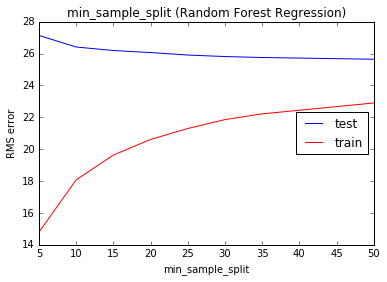 min_sample_split (Random Forest Regression)
28
26
24
22
20
18
16
14
RMS error
test
train
5 10 15 20 25 30 35 40 45 50
min_sample_split